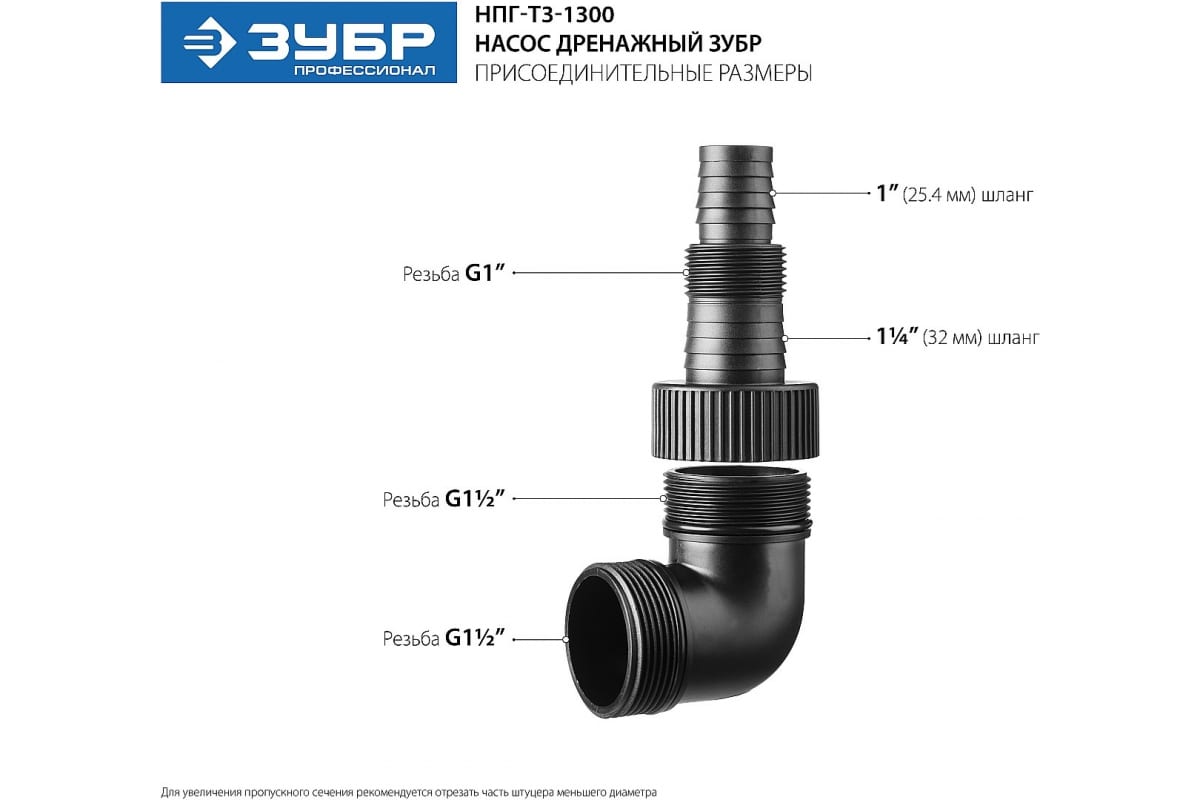 ЗУБР
ПРОФЕССИОНАЛ
НПГ-Т3-1300
НАСОС ДРЕНАЖНЫЙ ЗУБР
ПРИСОЕДИНИТЕЛЬНЫЕ РАЗМЕРЫ
1” (25.4 мм) шланг
Резьба G1”
1¼” (32 мм) шланг
Резьба G1½”
Резьба G1½”
Для увеличения пропускного сечения рекомендуется отрезать часть штуцера меньшего диаметра